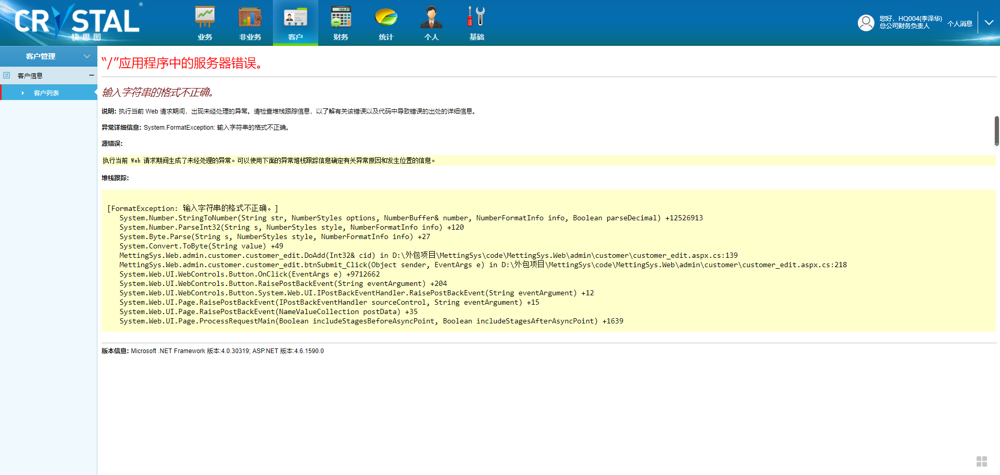 CRYSTAL ®
快思图
业务
非业务
客户
财务
统计
个人
基础
您好，HQ004(李泽华)
总公司财务负责人
个人消息
客户管理
客户信息
客户列表
“/”应用程序中的服务器错误。
输入字符串的格式不正确。
说明: 执行当前 Web 请求期间，出现未经处理的异常。请检查堆栈跟踪信息，以了解有关该错误以及代码中导致错误的出处的详细信息。
异常详细信息: System.FormatException: 输入字符串的格式不正确。
源错误:
执行当前 Web 请求期间生成了未经处理的异常。可以使用下面的异常堆栈跟踪信息确定有关异常原因和发生位置的信息。
堆栈跟踪:
[FormatException: 输入字符串的格式不正确。]
System.Number.StringToNumber(String str, NumberStyles options, NumberBuffer& number, NumberFormatInfo info, Boolean parseDecimal) +12526913
System.Number.ParseInt32(String s, NumberStyles style, NumberFormatInfo info) +120
System.Byte.Parse(String s, NumberStyles style, NumberFormatInfo info) +27
System.Convert.ToByte(String value) +49
MettingSys.Web.admin.customer.customer_edit.DoAdd(Int32& cid) in D:\外包项目\MettingSys\code\MettingSys.Web\admin\customer\customer_edit.aspx.cs:139
MettingSys.Web.admin.customer.customer_edit.btnSubmit_Click(Object sender, EventArgs e) in D:\外包项目\MettingSys\code\MettingSys.Web\admin\customer\customer_edit.aspx.cs:218
System.Web.UI.WebControls.Button.OnClick(EventArgs e) +9712662
System.Web.UI.WebControls.Button.RaisePostBackEvent(String eventArgument) +204
System.Web.UI.WebControls.Button.System.Web.UI.IPostBackEventHandler.RaisePostBackEvent(String eventArgument) +12
System.Web.UI.Page.RaisePostBackEvent(IPostBackEventHandler sourceControl, String eventArgument) +15
System.Web.UI.Page.RaisePostBackEvent(NameValueCollection postData) +35
System.Web.UI.Page.ProcessRequestMain(Boolean includeStagesBeforeAsyncPoint, Boolean includeStagesAfterAsyncPoint) +1639
版本信息: Microsoft .NET Framework 版本:4.0.30319; ASP.NET 版本:4.6.1590.0